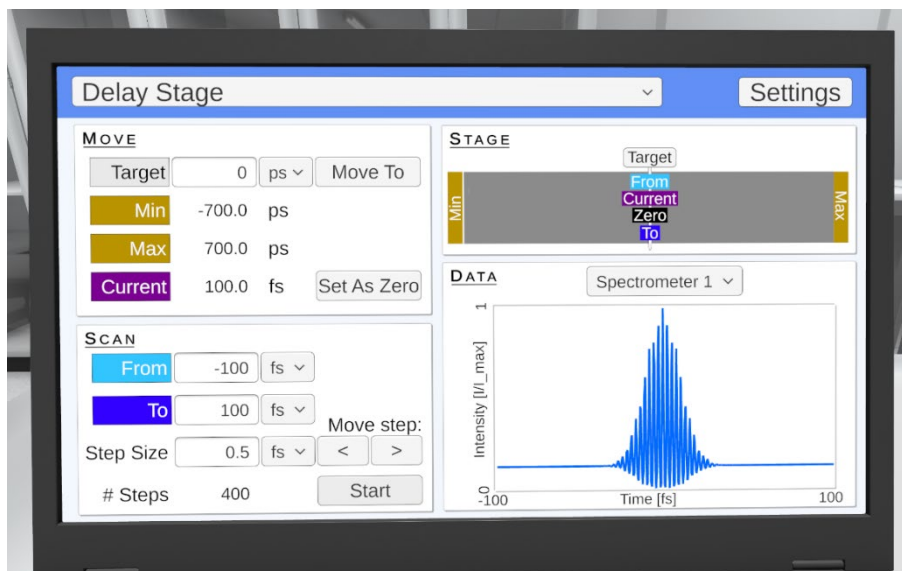 Delay Stage
Settings
MOVE
Target 0 ps Move To
Min -700.0 ps
Max 700.0 ps
Current 100.0 fs Set As Zero
SCAN
From -100 fs
To 100 fs
Move step:
Step Size 0.5 fs < >
# Steps 400 Start
STAGE
Target
From
Current
Zero
To
Min
Max
DATA
Spectrometer 1
1
Intensity [I/I_max]
0
-100 Time [fs] 100